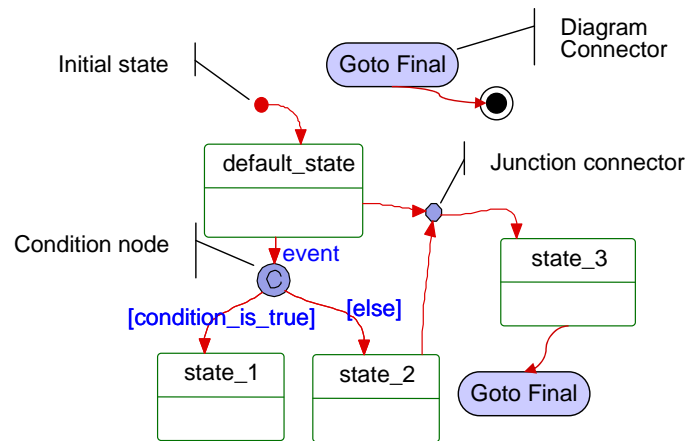 Diagram
Connector
Initial state
Goto Final
default_state
Junction connector
Condition node
event
C
state_3
[condition_is_true]
[else]
state_1
state_2
Goto Final